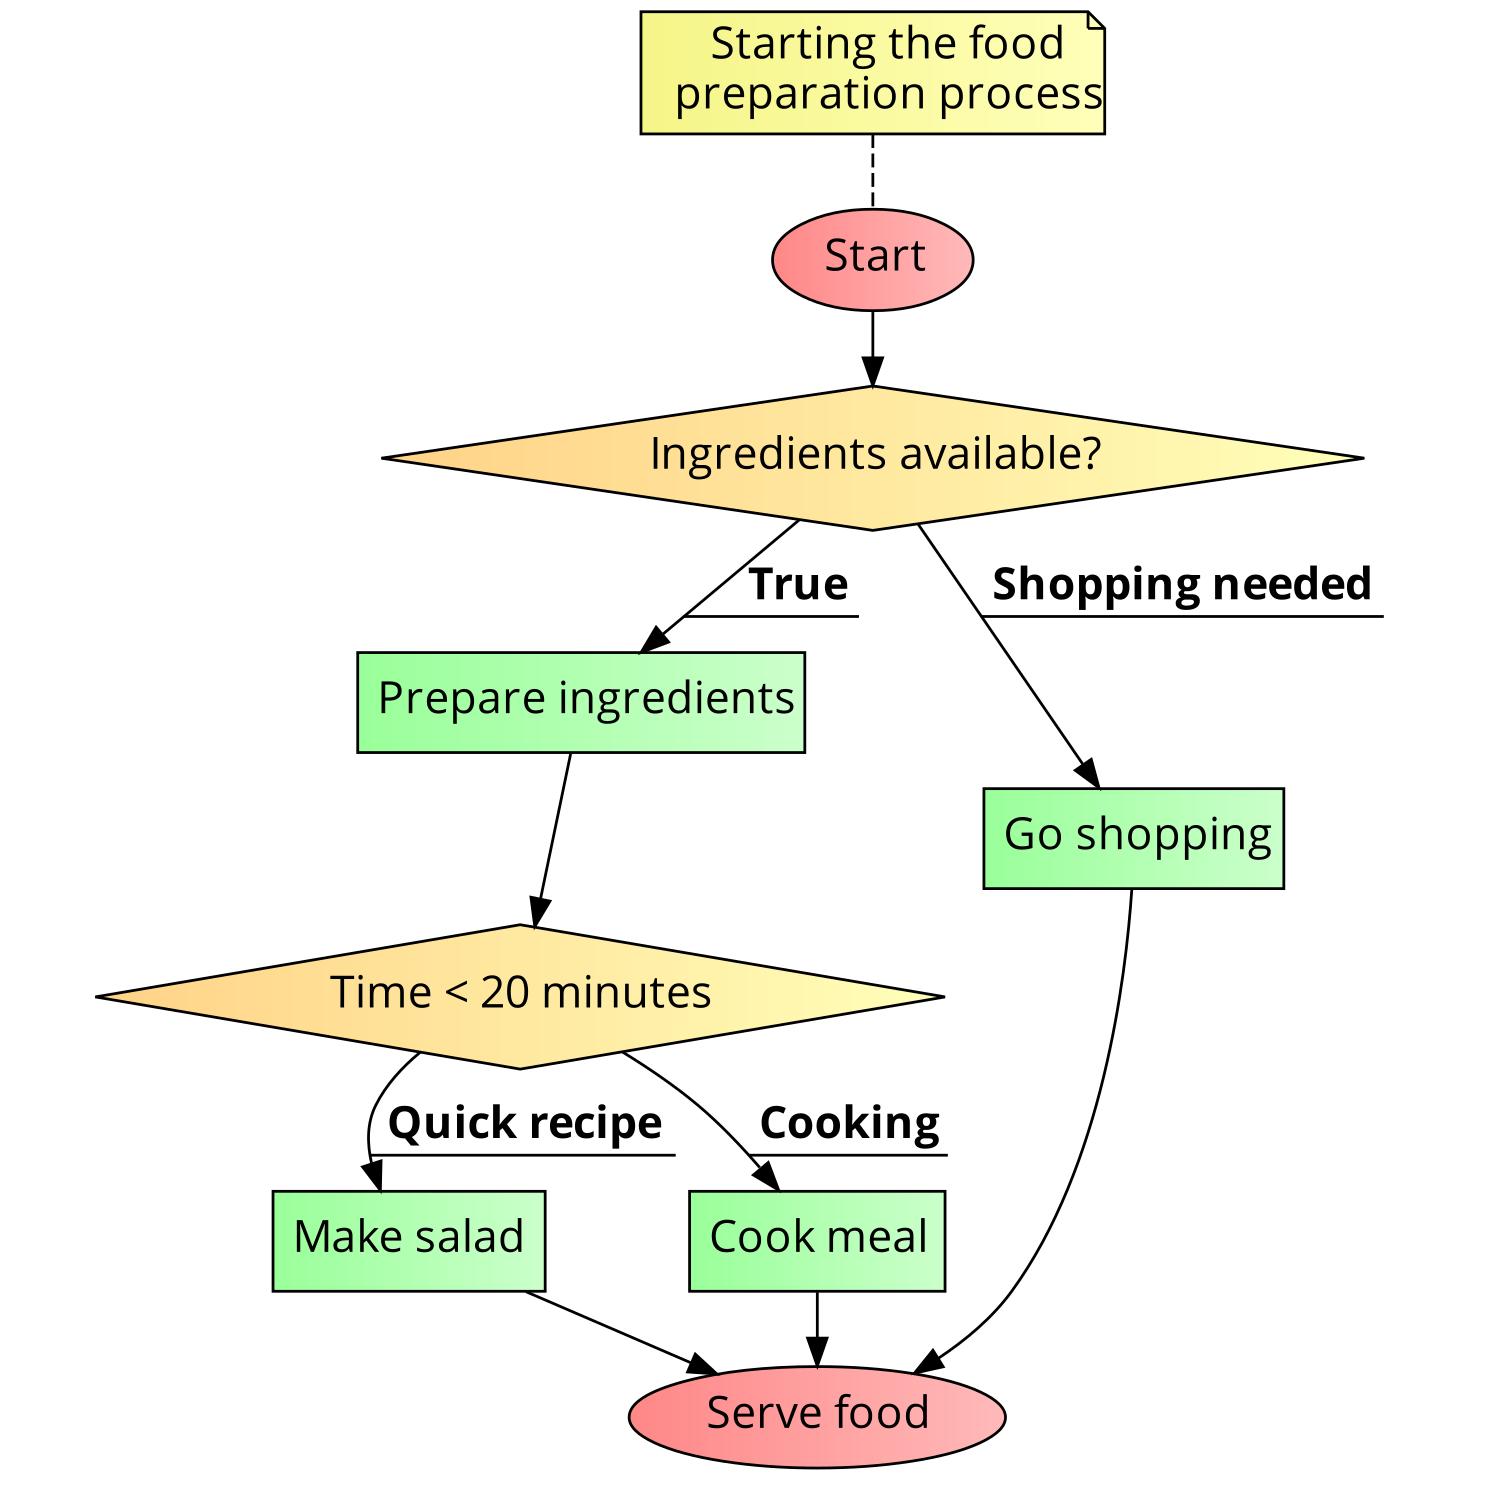 Starting the food
preparation process
Start
Ingredients available?
True
Shopping needed
Prepare ingredients
Go shopping
Time < 20 minutes
Quick recipe
Cooking
Make salad
Cook meal
Serve food